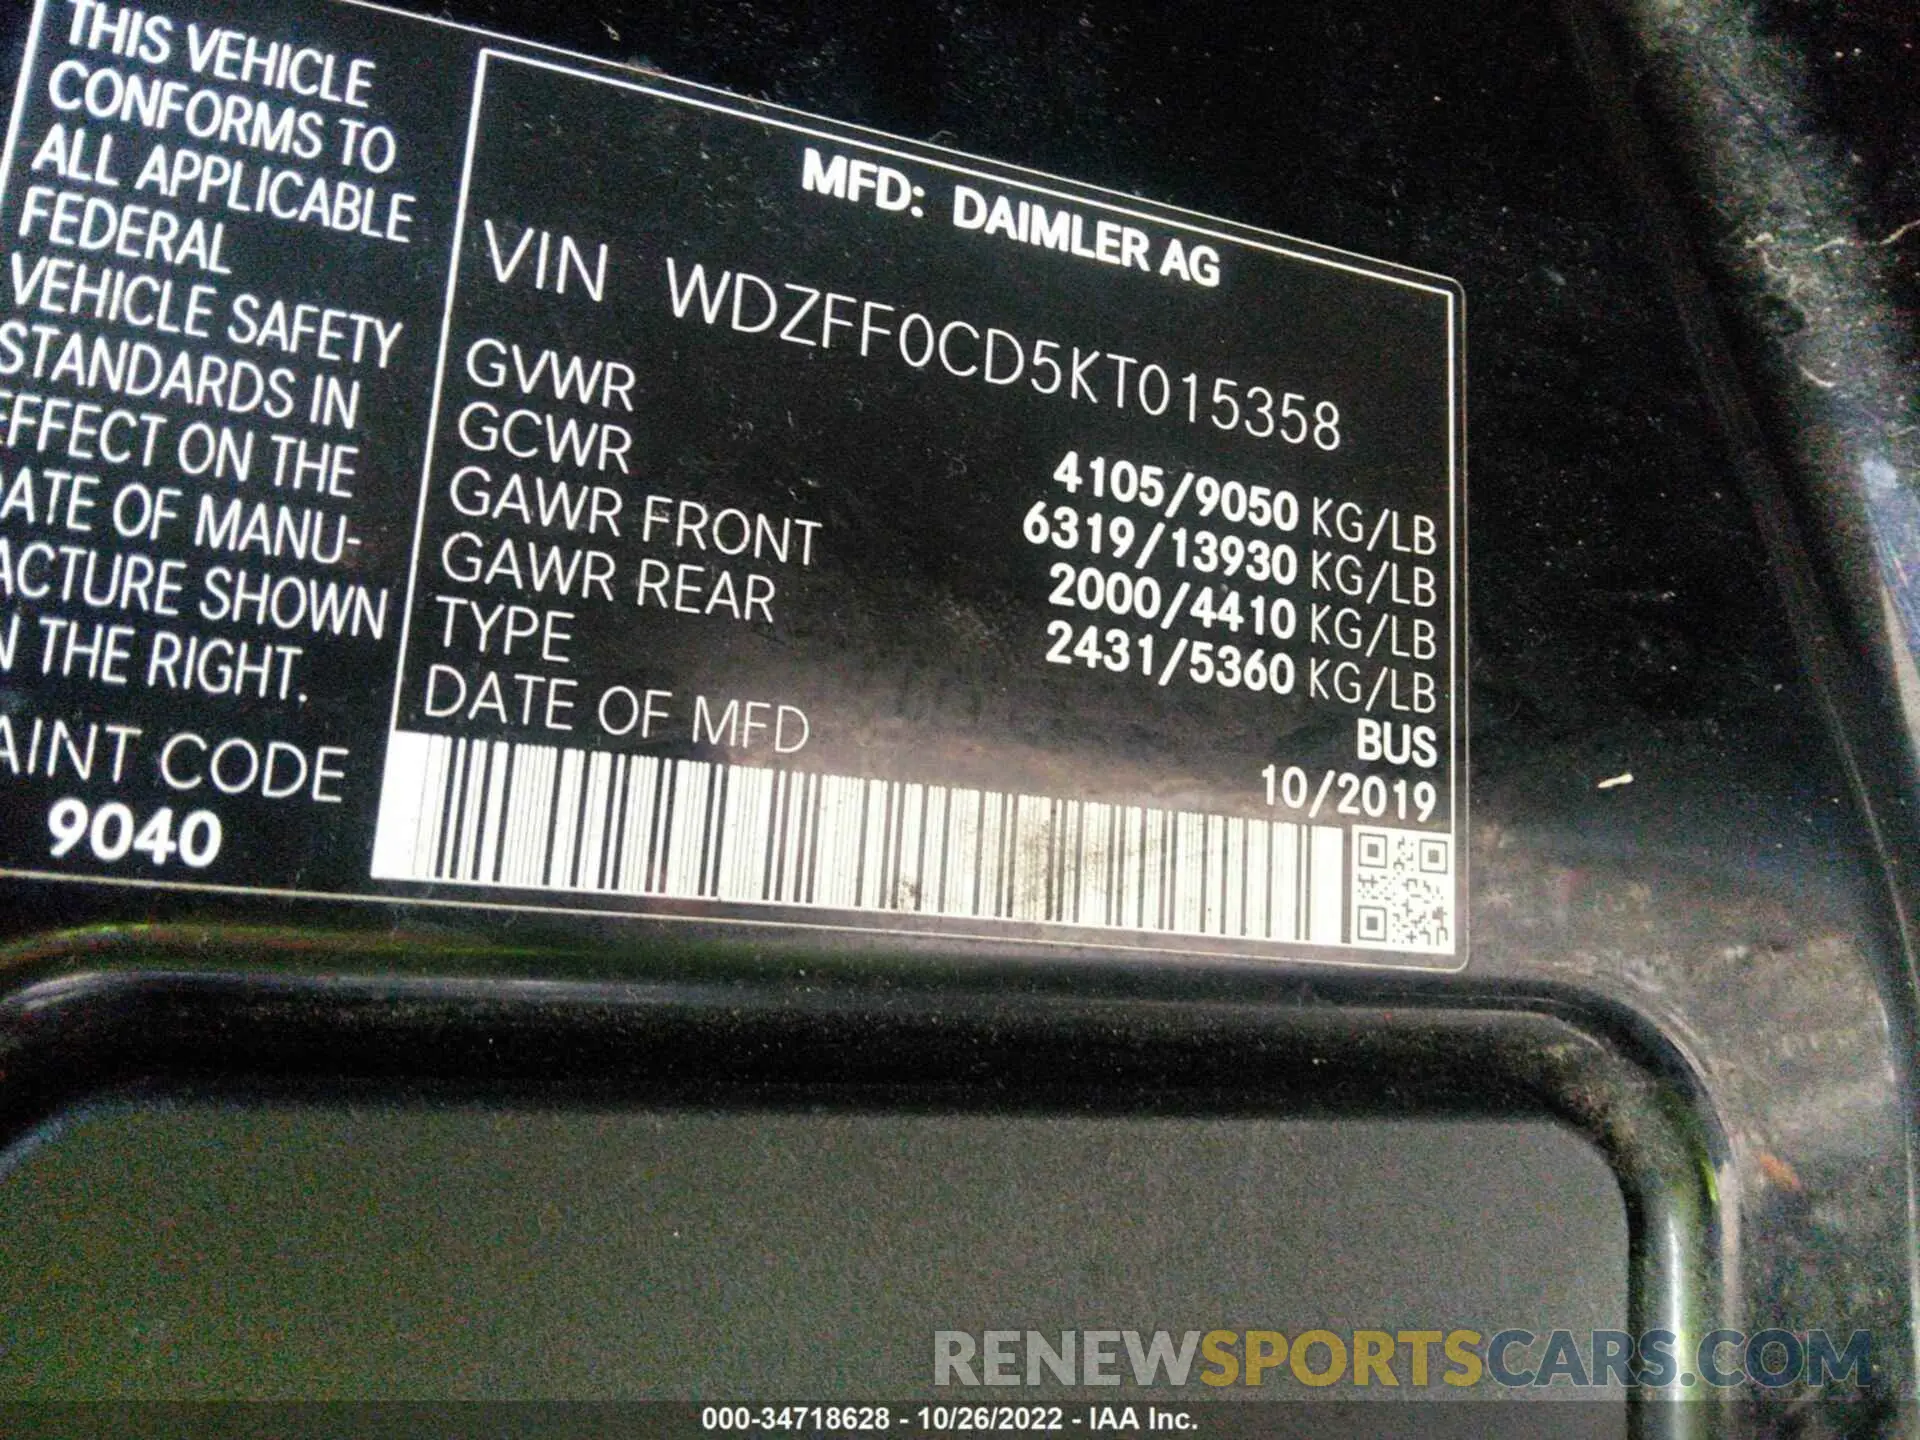 THIS VEHICLE
CONFORMS TO
ALL APPLICABLE
FEDERAL
VEHICLE SAFETY
STANDARDS IN
EFFECT ON THE
DATE OF MANU-
ACTURE SHOWN
N THE RIGHT.
AINT CODE
9040
MFD: DAIMLER AG
VIN WDZFF0CD5KT015358
GVWR 4105/9050 KG/LB
GCWR 6319/13930 KG/LB
GAWR FRONT 2000/4410 KG/LB
GAWR REAR 2431/5360 KG/LB
TYPE BUS
DATE OF MFD 10/2019
RENEWSPORTSCARS.COM
000-34718628 - 10/26/2022 - IAA Inc.